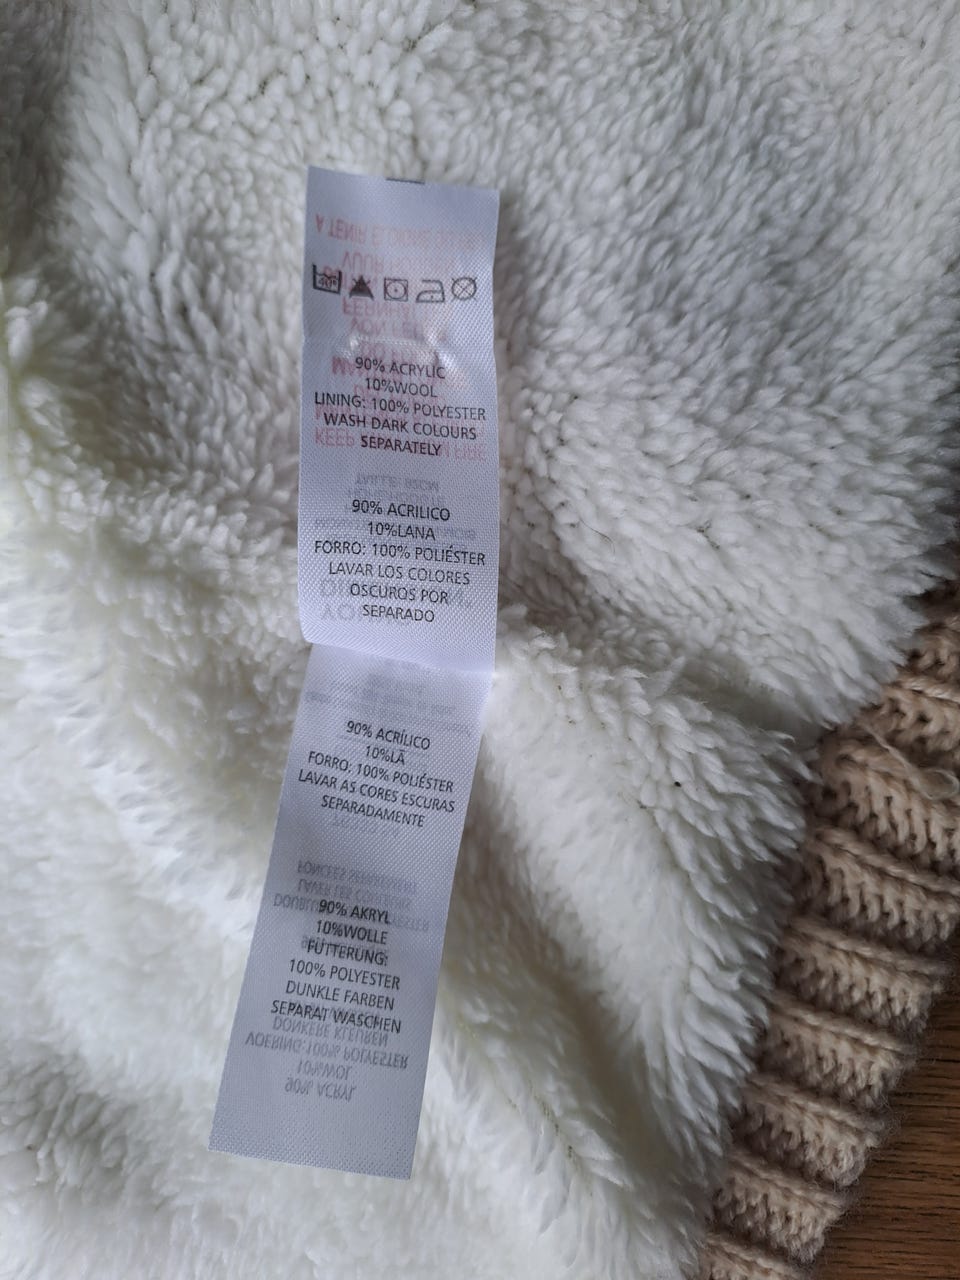 40°
90% ACRYLIC
10%WOOL
LINING: 100% POLYESTER
WASH DARK COLOURS
SEPARATELY
90% ACRILICO
10%LANA
FORRO: 100% POLIÉSTER
LAVAR LOS COLORES
OSCUROS POR
SEPARADO
90% ACRÍLICO
10%LÃ
FORRO: 100% POLIÉSTER
LAVAR AS CORES ESCURAS
SEPARADAMENTE
90% AKRYL
10%WOLLE
FÜTTERUNG:
100% POLYESTER
DUNKLE FARBEN
SEPARAT WASCHEN